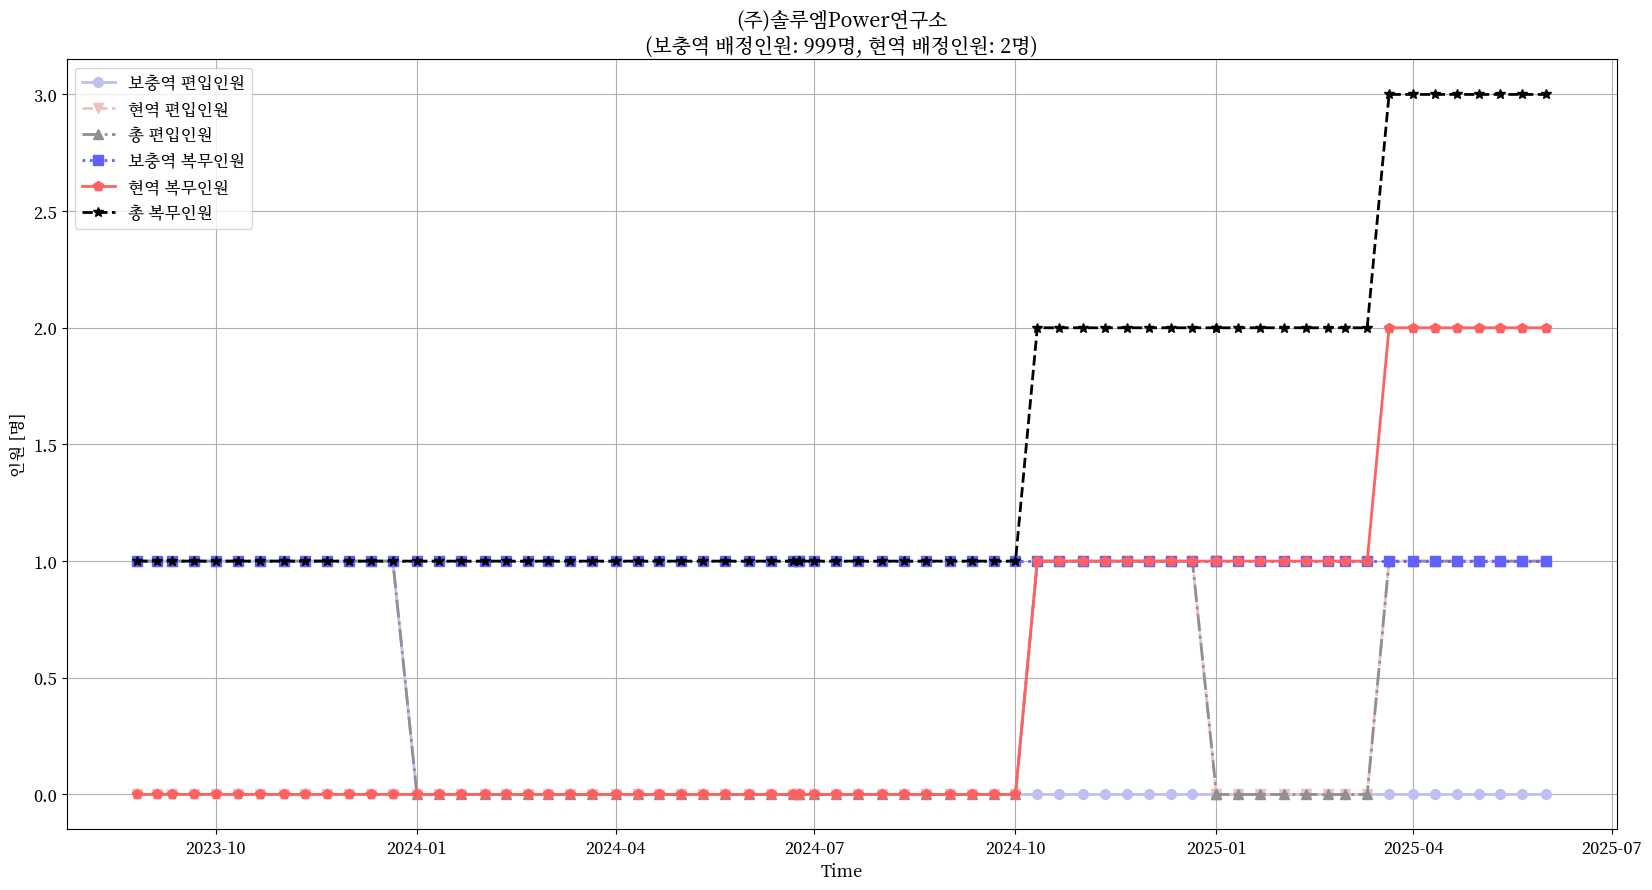 (주)솔루엠Power연구소
(보충역 배정인원: 999명, 현역 배정인원: 2명)
보충역 편입인원
현역 편입인원
총 편입인원
보충역 복무인원
현역 복무인원
총 복무인원
3.0
2.5
2.0
1.5
1.0
0.5
0.0
인원 [명]
2023-10
2024-01
2024-04
2024-07
2024-10
2025-01
2025-04
2025-07
Time